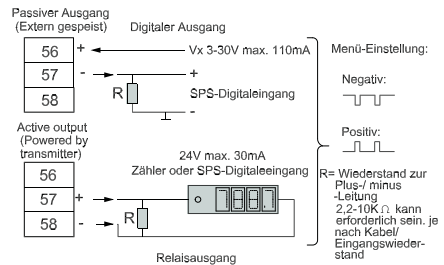 Passiver Ausgang
(Extern gespeist)
Digitaler Ausgang
56
+
Vx 3-30V max. 110mA
57
-
+
58
R
SPS-Digitaleingang
-
Menü-Einstellung:
Negativ:
Positiv:
Active output
(Powered by
transmitter)
24V max. 30mA
Zähler oder SPS-Digitaleeingang
56
57
+
58
-
R
Relaisausgang
R= Wiederstand zur
Plus-/ minus
-Leitung
2,2-10K Ω kann
erforderlich sein. je
nach Kabel/
Eingangswieder-
stand